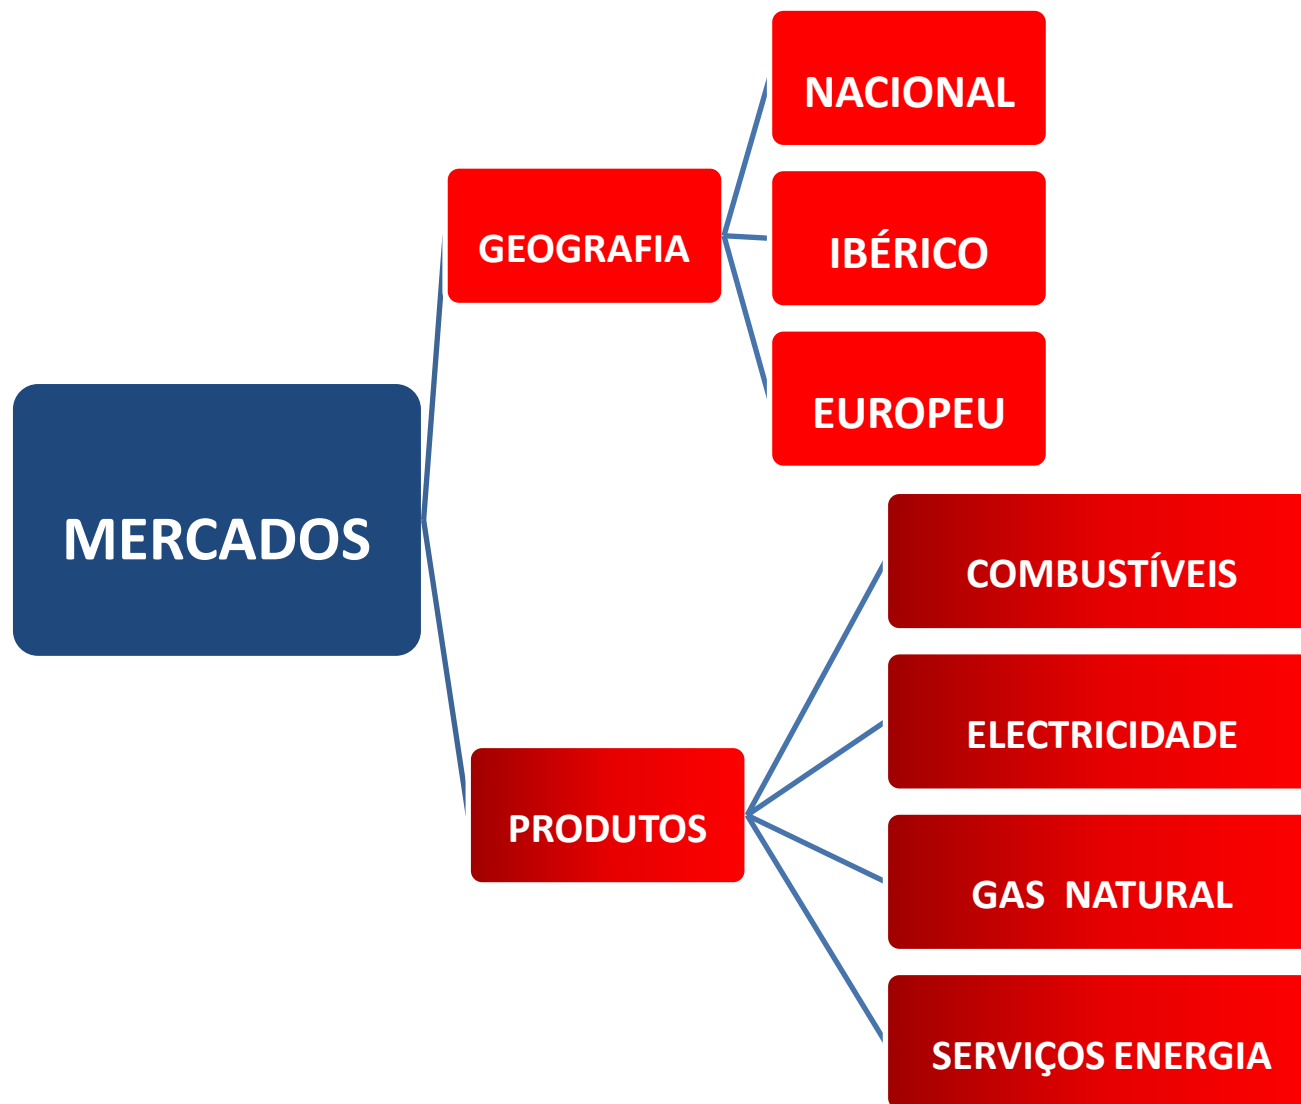 MERCADOS
GEOGRAFIA
NACIONAL
IBÉRICO
EUROPEU
PRODUTOS
COMBUSTÍVEIS
ELECTRICIDADE
GAS NATURAL
SERVIÇOS ENERGIA